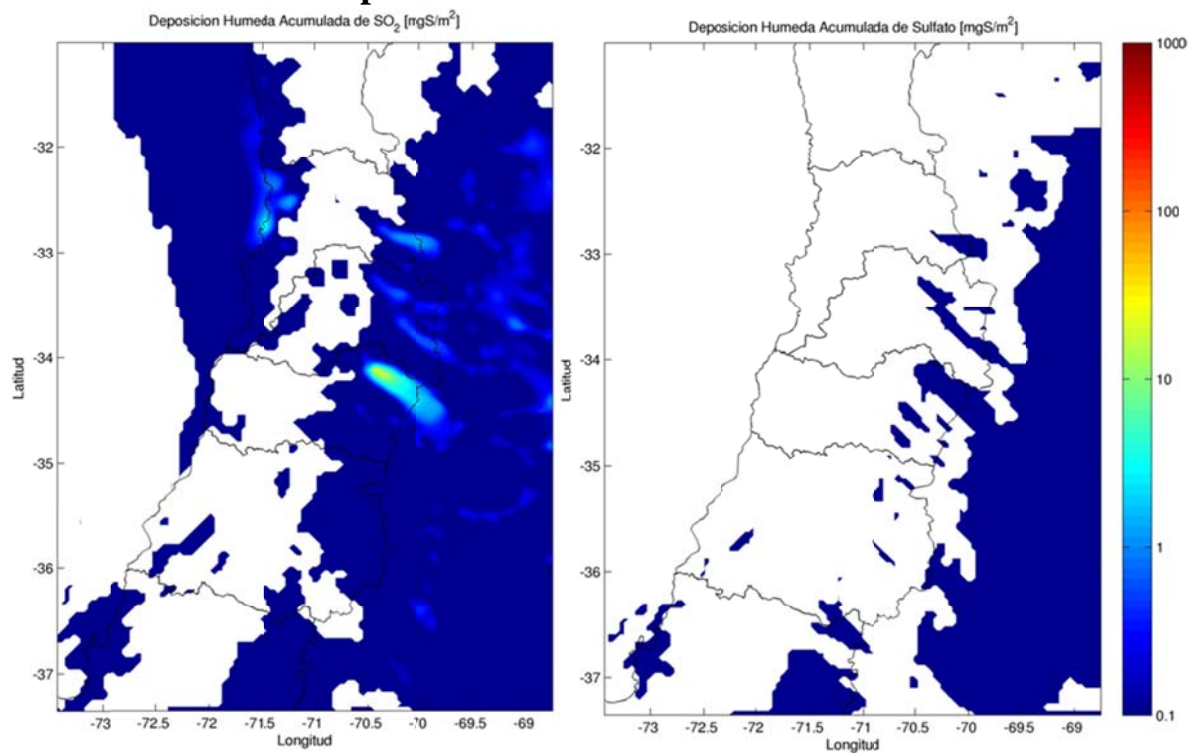 Deposicion Humeda Acumulada de SO₂ [mgS/m²]
-32
-33
-34
-35
-36
-37
Latitud
-73 -72.5 -72 -71.5 -71 -70.5 -70 -69.5 -69
Longitud
Deposicion Humeda Acumulada de Sulfato [mgS/m²]
-32
-33
-34
-35
-36
-37
Latitud
-73 -72.5 -72 -71.5 -71 -70.5 -70 -69.5 -69
Longitud
1000
100
10
1
0.1